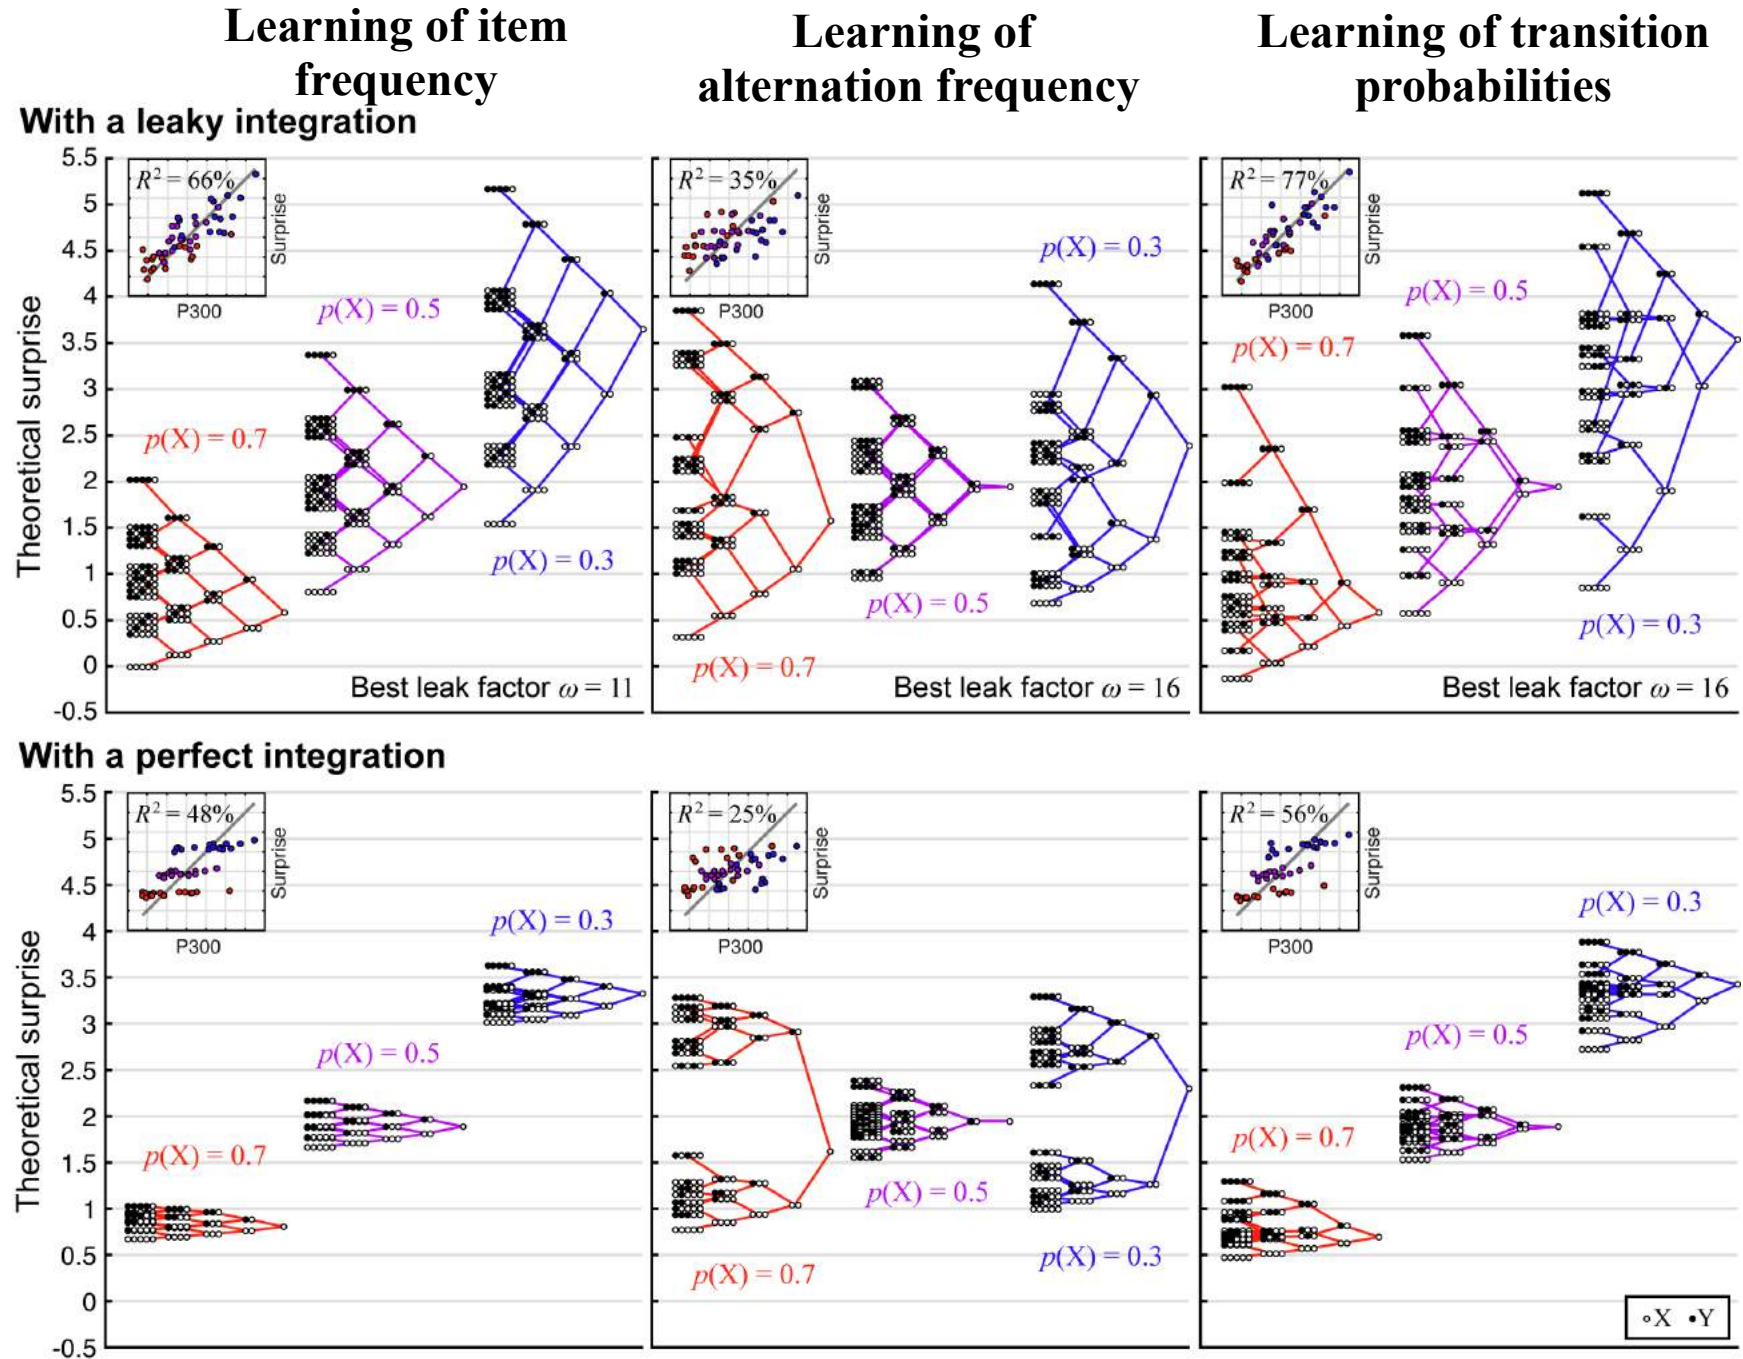 Learning of item
frequency
Learning of
alternation frequency
Learning of transition
probabilities
With a leaky integration
Theoretical surprise
5.5
5
4.5
4
3.5
3
2.5
2
1.5
1
0.5
0
-0.5
R² = 66%
Surprise
P300
p(X) = 0.7
p(X) = 0.5
p(X) = 0.3
Best leak factor ω = 11
R² = 35%
Surprise
P300
p(X) = 0.3
p(X) = 0.5
p(X) = 0.7
Best leak factor ω = 16
R² = 77%
Surprise
P300
p(X) = 0.7
p(X) = 0.5
p(X) = 0.3
Best leak factor ω = 16
With a perfect integration
Theoretical surprise
5.5
5
4.5
4
3.5
3
2.5
2
1.5
1
0.5
0
-0.5
R² = 48%
Surprise
P300
p(X) = 0.7
p(X) = 0.5
p(X) = 0.3
R² = 25%
Surprise
P300
p(X) = 0.7
p(X) = 0.5
p(X) = 0.3
R² = 56%
Surprise
P300
p(X) = 0.7
p(X) = 0.5
p(X) = 0.3
∘X •Y